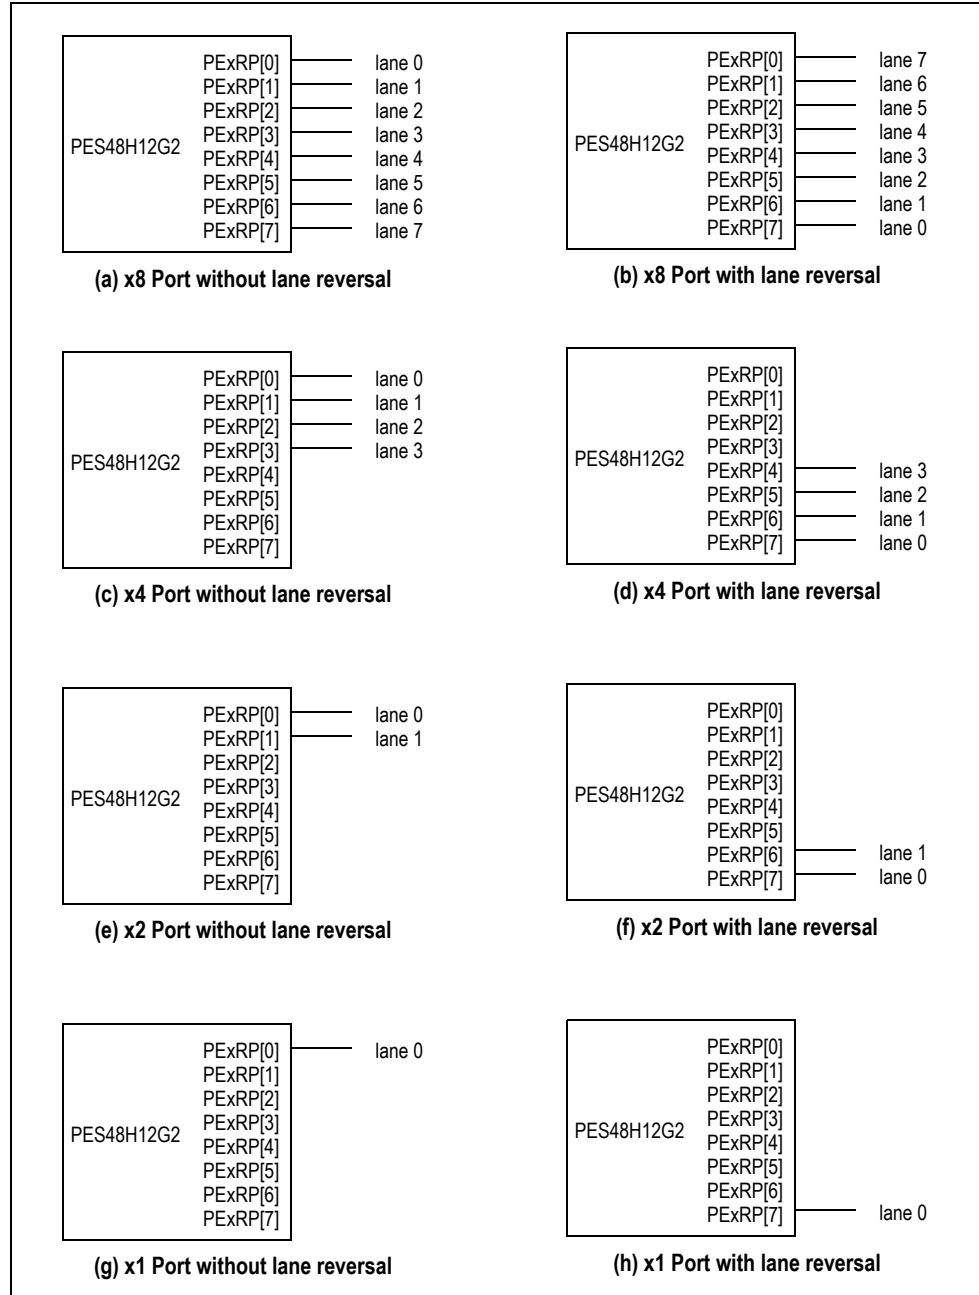 PExRP[0] lane 0
PExRP[1] lane 1
PExRP[2] lane 2
PExRP[3] lane 3
PES48H12G2
PExRP[4] lane 4
PExRP[5] lane 5
PExRP[6] lane 6
PExRP[7] lane 7
(a) x8 Port without lane reversal
PExRP[0] lane 7
PExRP[1] lane 6
PExRP[2] lane 5
PExRP[3] lane 4
PES48H12G2
PExRP[4] lane 3
PExRP[5] lane 2
PExRP[6] lane 1
PExRP[7] lane 0
(b) x8 Port with lane reversal
PExRP[0] lane 0
PExRP[1] lane 1
PExRP[2] lane 2
PExRP[3] lane 3
PES48H12G2
PExRP[4]
PExRP[5]
PExRP[6]
PExRP[7]
(c) x4 Port without lane reversal
PExRP[0]
PExRP[1]
PExRP[2]
PExRP[3]
PES48H12G2
PExRP[4] lane 3
PExRP[5] lane 2
PExRP[6] lane 1
PExRP[7] lane 0
(d) x4 Port with lane reversal
PExRP[0] lane 0
PExRP[1] lane 1
PExRP[2]
PExRP[3]
PES48H12G2
PExRP[4]
PExRP[5]
PExRP[6]
PExRP[7]
(e) x2 Port without lane reversal
PExRP[0]
PExRP[1]
PExRP[2]
PExRP[3]
PES48H12G2
PExRP[4]
PExRP[5]
PExRP[6] lane 1
PExRP[7] lane 0
(f) x2 Port with lane reversal
PExRP[0] lane 0
PExRP[1]
PExRP[2]
PExRP[3]
PES48H12G2
PExRP[4]
PExRP[5]
PExRP[6]
PExRP[7]
(g) x1 Port without lane reversal
PExRP[0]
PExRP[1]
PExRP[2]
PExRP[3]
PES48H12G2
PExRP[4]
PExRP[5]
PExRP[6]
PExRP[7] lane 0
(h) x1 Port with lane reversal